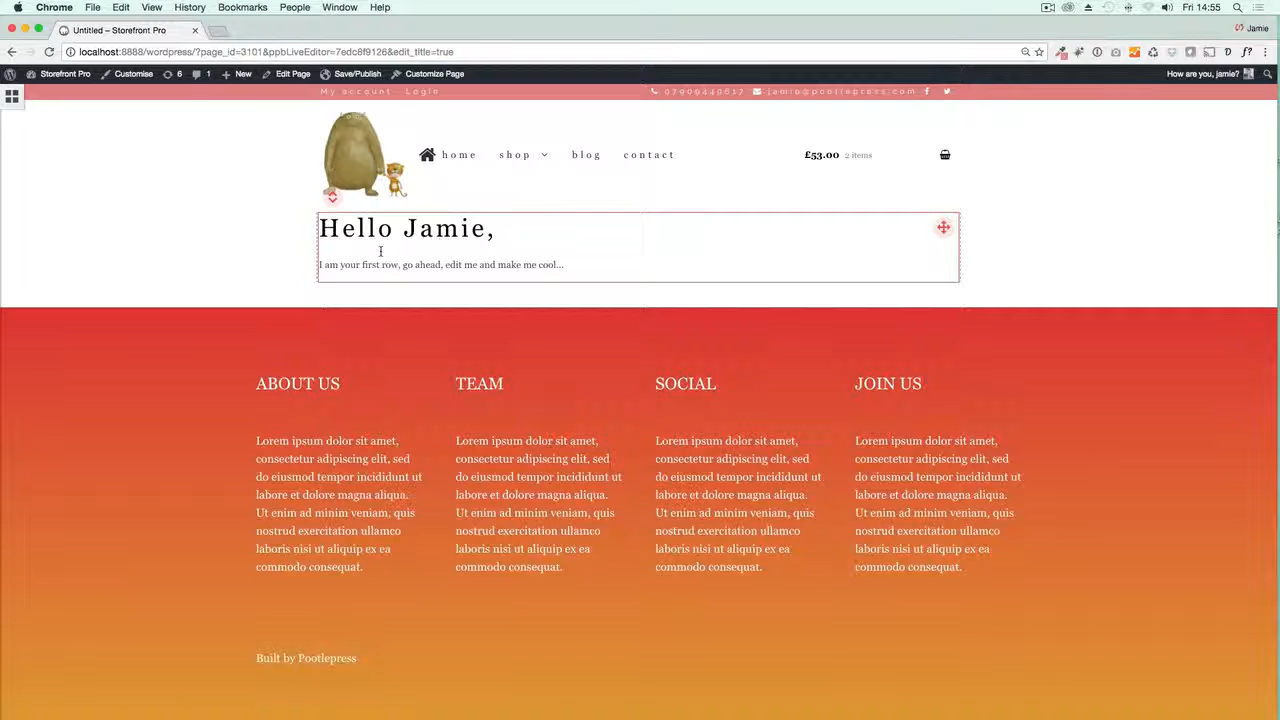 Chrome File Edit View History Bookmarks People Window Help Fri 14:55
Untitled – Storefront Pro Jamie
localhost:8888/wordpress/?page_id=3101&ppbLiveEditor=7edc8f9126&edit_title=true
Storefront Pro Customise 6 1 New Edit Page Save/Publish Customize Page How are you, jamie?
My account Login 07909449617 jamie@pootlepress.com
home shop blog contact £53.00 2 items
Hello Jamie,
I am your first row, go ahead, edit me and make me cool...
ABOUT US
Lorem ipsum dolor sit amet,
consectetur adipiscing elit, sed
do eiusmod tempor incididunt ut
labore et dolore magna aliqua.
Ut enim ad minim veniam, quis
nostrud exercitation ullamco
laboris nisi ut aliquip ex ea
commodo consequat.
TEAM
Lorem ipsum dolor sit amet,
consectetur adipiscing elit, sed
do eiusmod tempor incididunt ut
labore et dolore magna aliqua.
Ut enim ad minim veniam, quis
nostrud exercitation ullamco
laboris nisi ut aliquip ex ea
commodo consequat.
SOCIAL
Lorem ipsum dolor sit amet,
consectetur adipiscing elit, sed
do eiusmod tempor incididunt ut
labore et dolore magna aliqua.
Ut enim ad minim veniam, quis
nostrud exercitation ullamco
laboris nisi ut aliquip ex ea
commodo consequat.
JOIN US
Lorem ipsum dolor sit amet,
consectetur adipiscing elit, sed
do eiusmod tempor incididunt ut
labore et dolore magna aliqua.
Ut enim ad minim veniam, quis
nostrud exercitation ullamco
laboris nisi ut aliquip ex ea
commodo consequat.
Built by Pootlepress